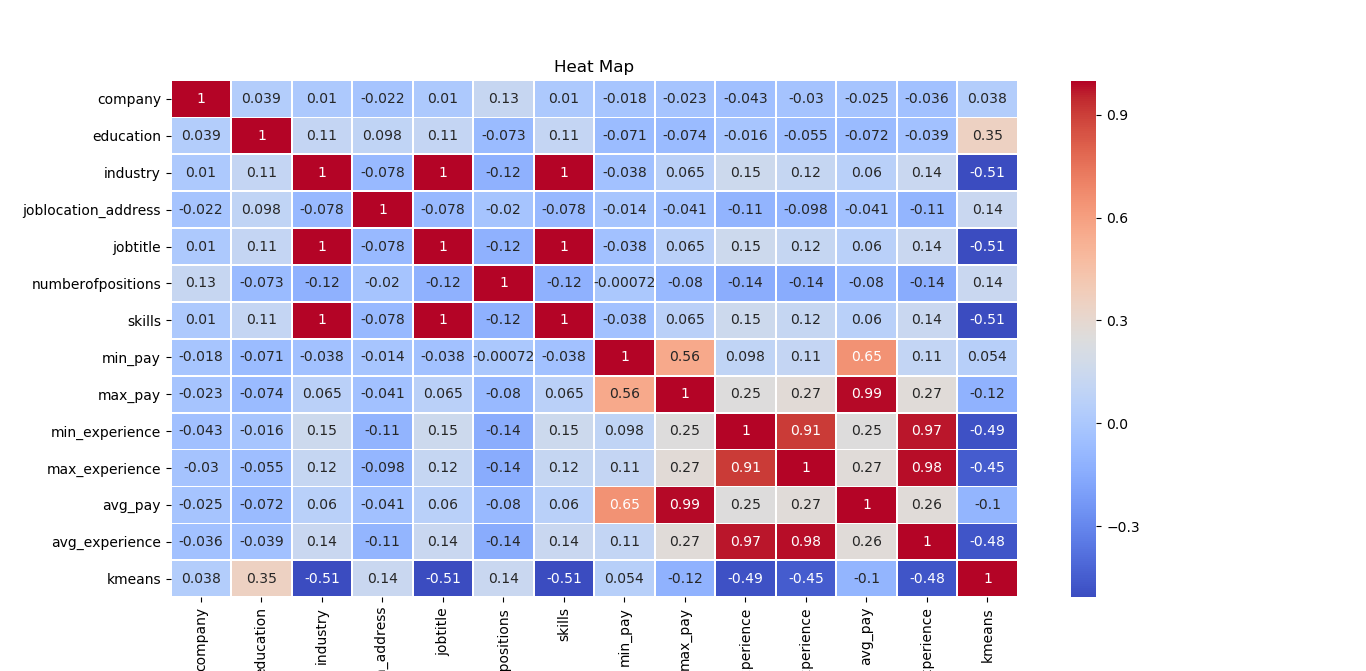 Heat Map
company 1 0.039 0.01 -0.022 0.01 0.13 0.01 -0.018 -0.023 -0.043 -0.03 -0.025 -0.036 0.038
education 0.039 1 0.11 0.098 0.11 -0.073 0.11 -0.071 -0.074 -0.016 -0.055 -0.072 -0.039 0.35
industry 0.01 0.11 1 -0.078 1 -0.12 1 -0.038 0.065 0.15 0.12 0.06 0.14 -0.51
joblocation_address -0.022 0.098 -0.078 1 -0.078 -0.02 -0.078 -0.014 -0.041 -0.11 -0.098 -0.041 -0.11 0.14
jobtitle 0.01 0.11 1 -0.078 1 -0.12 1 -0.038 0.065 0.15 0.12 0.06 0.14 -0.51
numberofpositions 0.13 -0.073 -0.12 -0.02 -0.12 1 -0.12 -0.00072 -0.08 -0.14 -0.14 -0.08 -0.14 0.14
skills 0.01 0.11 1 -0.078 1 -0.12 1 -0.038 0.065 0.15 0.12 0.06 0.14 -0.51
min_pay -0.018 -0.071 -0.038 -0.014 -0.038 -0.00072 -0.038 1 0.56 0.098 0.11 0.65 0.11 0.054
max_pay -0.023 -0.074 0.065 -0.041 0.065 -0.08 0.065 0.56 1 0.25 0.27 0.99 0.27 -0.12
min_experience -0.043 -0.016 0.15 -0.11 0.15 -0.14 0.15 0.098 0.25 1 0.91 0.25 0.97 -0.49
max_experience -0.03 -0.055 0.12 -0.098 0.12 -0.14 0.12 0.11 0.27 0.91 1 0.27 0.98 -0.45
avg_pay -0.025 -0.072 0.06 -0.041 0.06 -0.08 0.06 0.65 0.99 0.25 0.27 1 0.26 -0.1
avg_experience -0.036 -0.039 0.14 -0.11 0.14 -0.14 0.14 0.11 0.27 0.97 0.98 0.26 1 -0.48
kmeans 0.038 0.35 -0.51 0.14 -0.51 0.14 -0.51 0.054 -0.12 -0.49 -0.45 -0.1 -0.48 1
company
education
industry
_address
jobtitle
positions
skills
min_pay
max_pay
perience
perience
avg_pay
perience
kmeans
0.9
0.6
0.3
0.0
−0.3